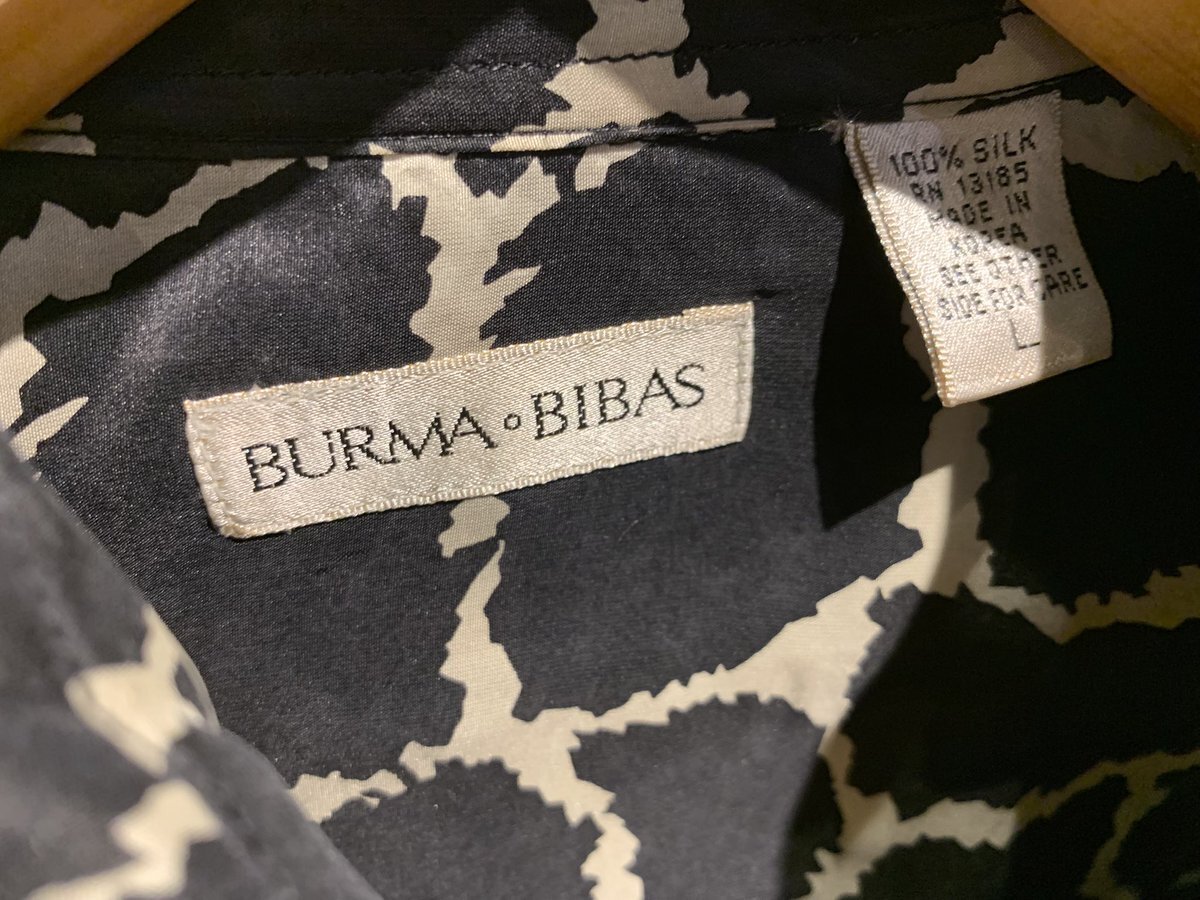 BURMA∘BIBAS
100% SILK
RN 13185
MADE IN
KOREA
SEE OTHER
SIDE FOR CARE
L